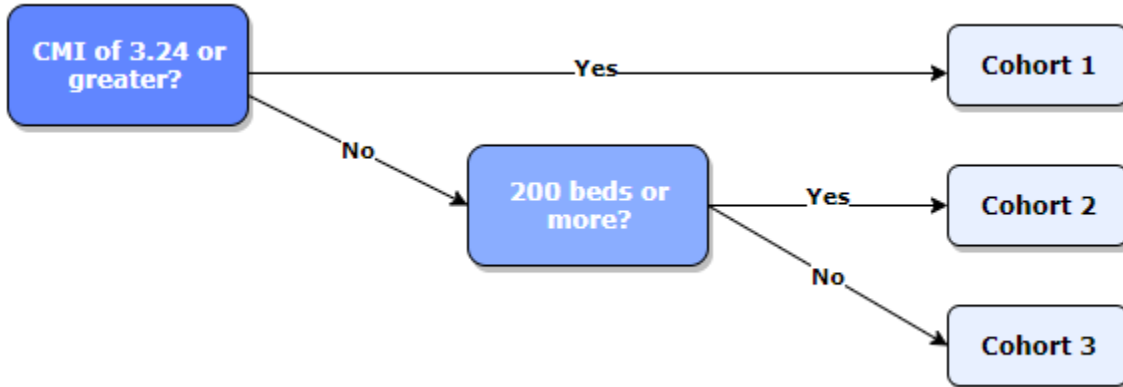 CMI of 3.24 or
greater?
Yes
Cohort 1
No
200 beds or
more?
Yes
Cohort 2
No
Cohort 3